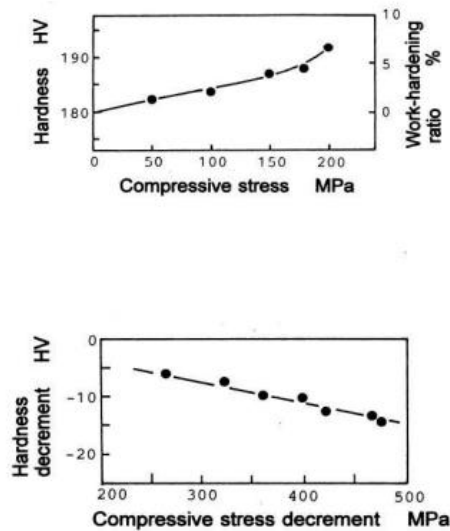 Hardness HV
190
180
0 50 100 150 200
Compressive stress MPa
10
5
0
Work-hardening
ratio %
Hardness
decrement HV
0
-10
-20
200 300 400 500
Compressive stress decrement MPa